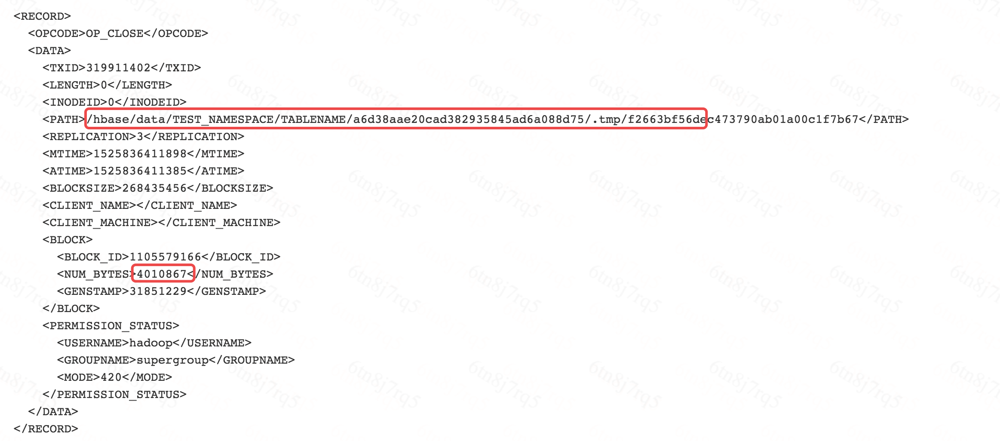 <RECORD>
  <OPCODE>OP_CLOSE</OPCODE>
  <DATA>
    <TXID>319911402</TXID>
    <LENGTH>0</LENGTH>
    <INODEID>0</INODEID>
    <PATH>/hbase/data/TEST_NAMESPACE/TABLENAME/a6d38aae20cad382935845ad6a088d75/.tmp/f2663bf56dec473790ab01a00c1f7b67</PATH>
    <REPLICATION>3</REPLICATION>
    <MTIME>1525836411898</MTIME>
    <ATIME>1525836411385</ATIME>
    <BLOCKSIZE>268435456</BLOCKSIZE>
    <CLIENT_NAME></CLIENT_NAME>
    <CLIENT_MACHINE></CLIENT_MACHINE>
    <BLOCK>
      <BLOCK_ID>1105579166</BLOCK_ID>
      <NUM_BYTES>4010867</NUM_BYTES>
      <GENSTAMP>31851229</GENSTAMP>
    </BLOCK>
    <PERMISSION_STATUS>
      <USERNAME>hadoop</USERNAME>
      <GROUPNAME>supergroup</GROUPNAME>
      <MODE>420</MODE>
    </PERMISSION_STATUS>
  </DATA>
</RECORD>
6tn8j7rq5